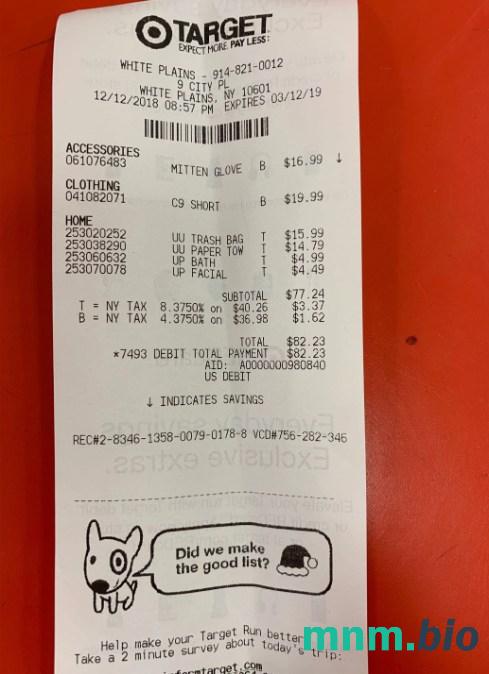 TARGET
EXPECT MORE. PAY LESS.
WHITE PLAINS - 914-821-0012
9 CITY PL
WHITE PLAINS, NY 10601
12/12/2018 08:57 PM EXPIRES 03/12/19
ACCESSORIES
061076483 MITTEN GLOVE B $16.99 ↓
CLOTHING
041082071 C9 SHORT B $19.99
HOME
253020252 UU TRASH BAG T $15.99
253038290 UU PAPER TOW T $14.79
253060632 UP BATH T $4.99
253070078 UP FACIAL T $4.49
SUBTOTAL $77.24
T = NY TAX 8.3750% on $40.26 $3.37
B = NY TAX 4.3750% on $36.98 $1.62
TOTAL $82.23
*7493 DEBIT TOTAL PAYMENT $82.23
AID: A0000000980840
US DEBIT
↓ INDICATES SAVINGS
REC#2-8346-1358-0079-0178-8 VCD#756-282-346
Did we make
the good list?
Help make your Target Run better
Take a 2 minute survey about today's trip:
mnm.bio
informtarget.com